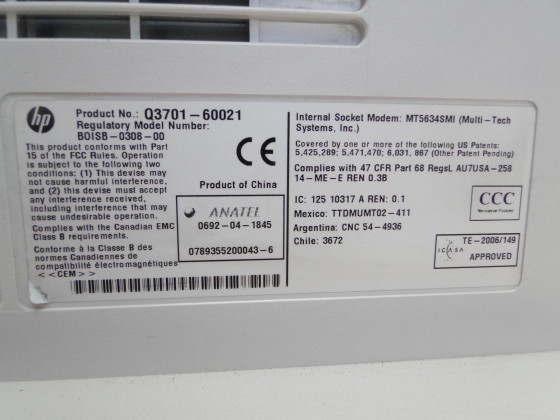 hp
Product No.: Q3701-60021
Regulatory Model Number:
BOISB-0308-00
This product conforms with Part
15 of the FCC Rules. Operation
is subject to the following two
conditions: (1) This devise may
not cause harmful interference,
and (2) this devise must accept
any interference received,
including interference that may
cause undesirable operation.
Complies with the Canadian EMC
Class B requirements.
Conforme à la Classe B des
normes Canadiennes de
compatibilité électromagnétiques
<<CEM>>
CE
Product of China
ANATEL
0692-04-1845
0789355200043-6
Internal Socket Modem: MT5634SMI (Multi-Tech
Systems, Inc.)
Covered by one or more of the following US Patents:
5,425,289; 5,471,470; 6,031, 867 (Other Patent Pending)
Complies with 47 CFR Part 68 RegsL AU7USA-258
14-ME-E REN 0.3B
IC: 125 10317 A REN: 0.1
Mexico: TTDMUMT02-411
Argentina: CNC 54-4936
Chile: 3672
CCC
ICASA
TE-2006/149
APPROVED